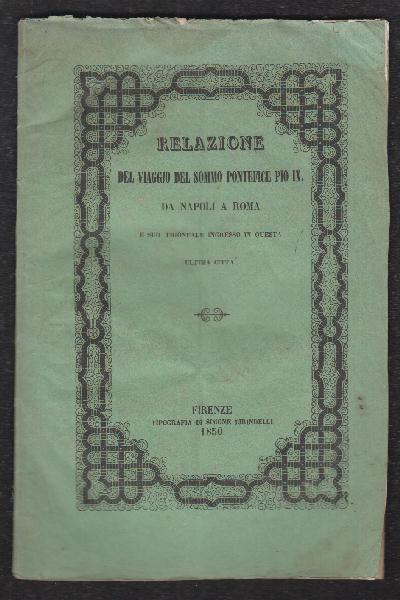 RELAZIONE
DEL VIAGGIO DEL SOMMO PONTEFICE PIO IX.
DA NAPOLI A ROMA
E SUO TRIONFALE INGRESSO IN QUESTA
ULTIMA CITTA'
FIRENZE
TIPOGRAFIA DI SIMONE BIRINDELLI
1850